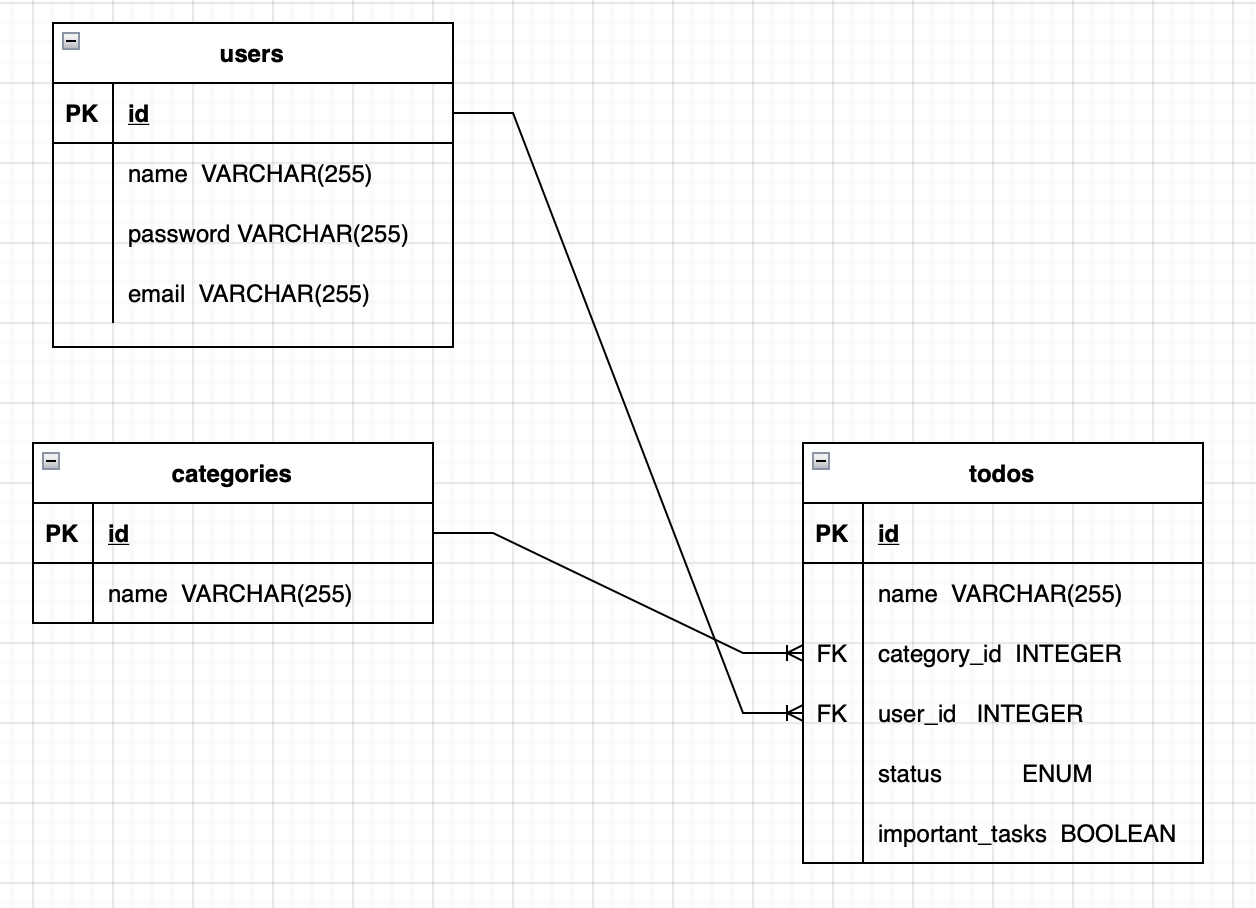 users
PK id
name VARCHAR(255)
password VARCHAR(255)
email VARCHAR(255)
categories
PK id
name VARCHAR(255)
todos
PK id
name VARCHAR(255)
FK category_id INTEGER
FK user_id INTEGER
status ENUM
important_tasks BOOLEAN